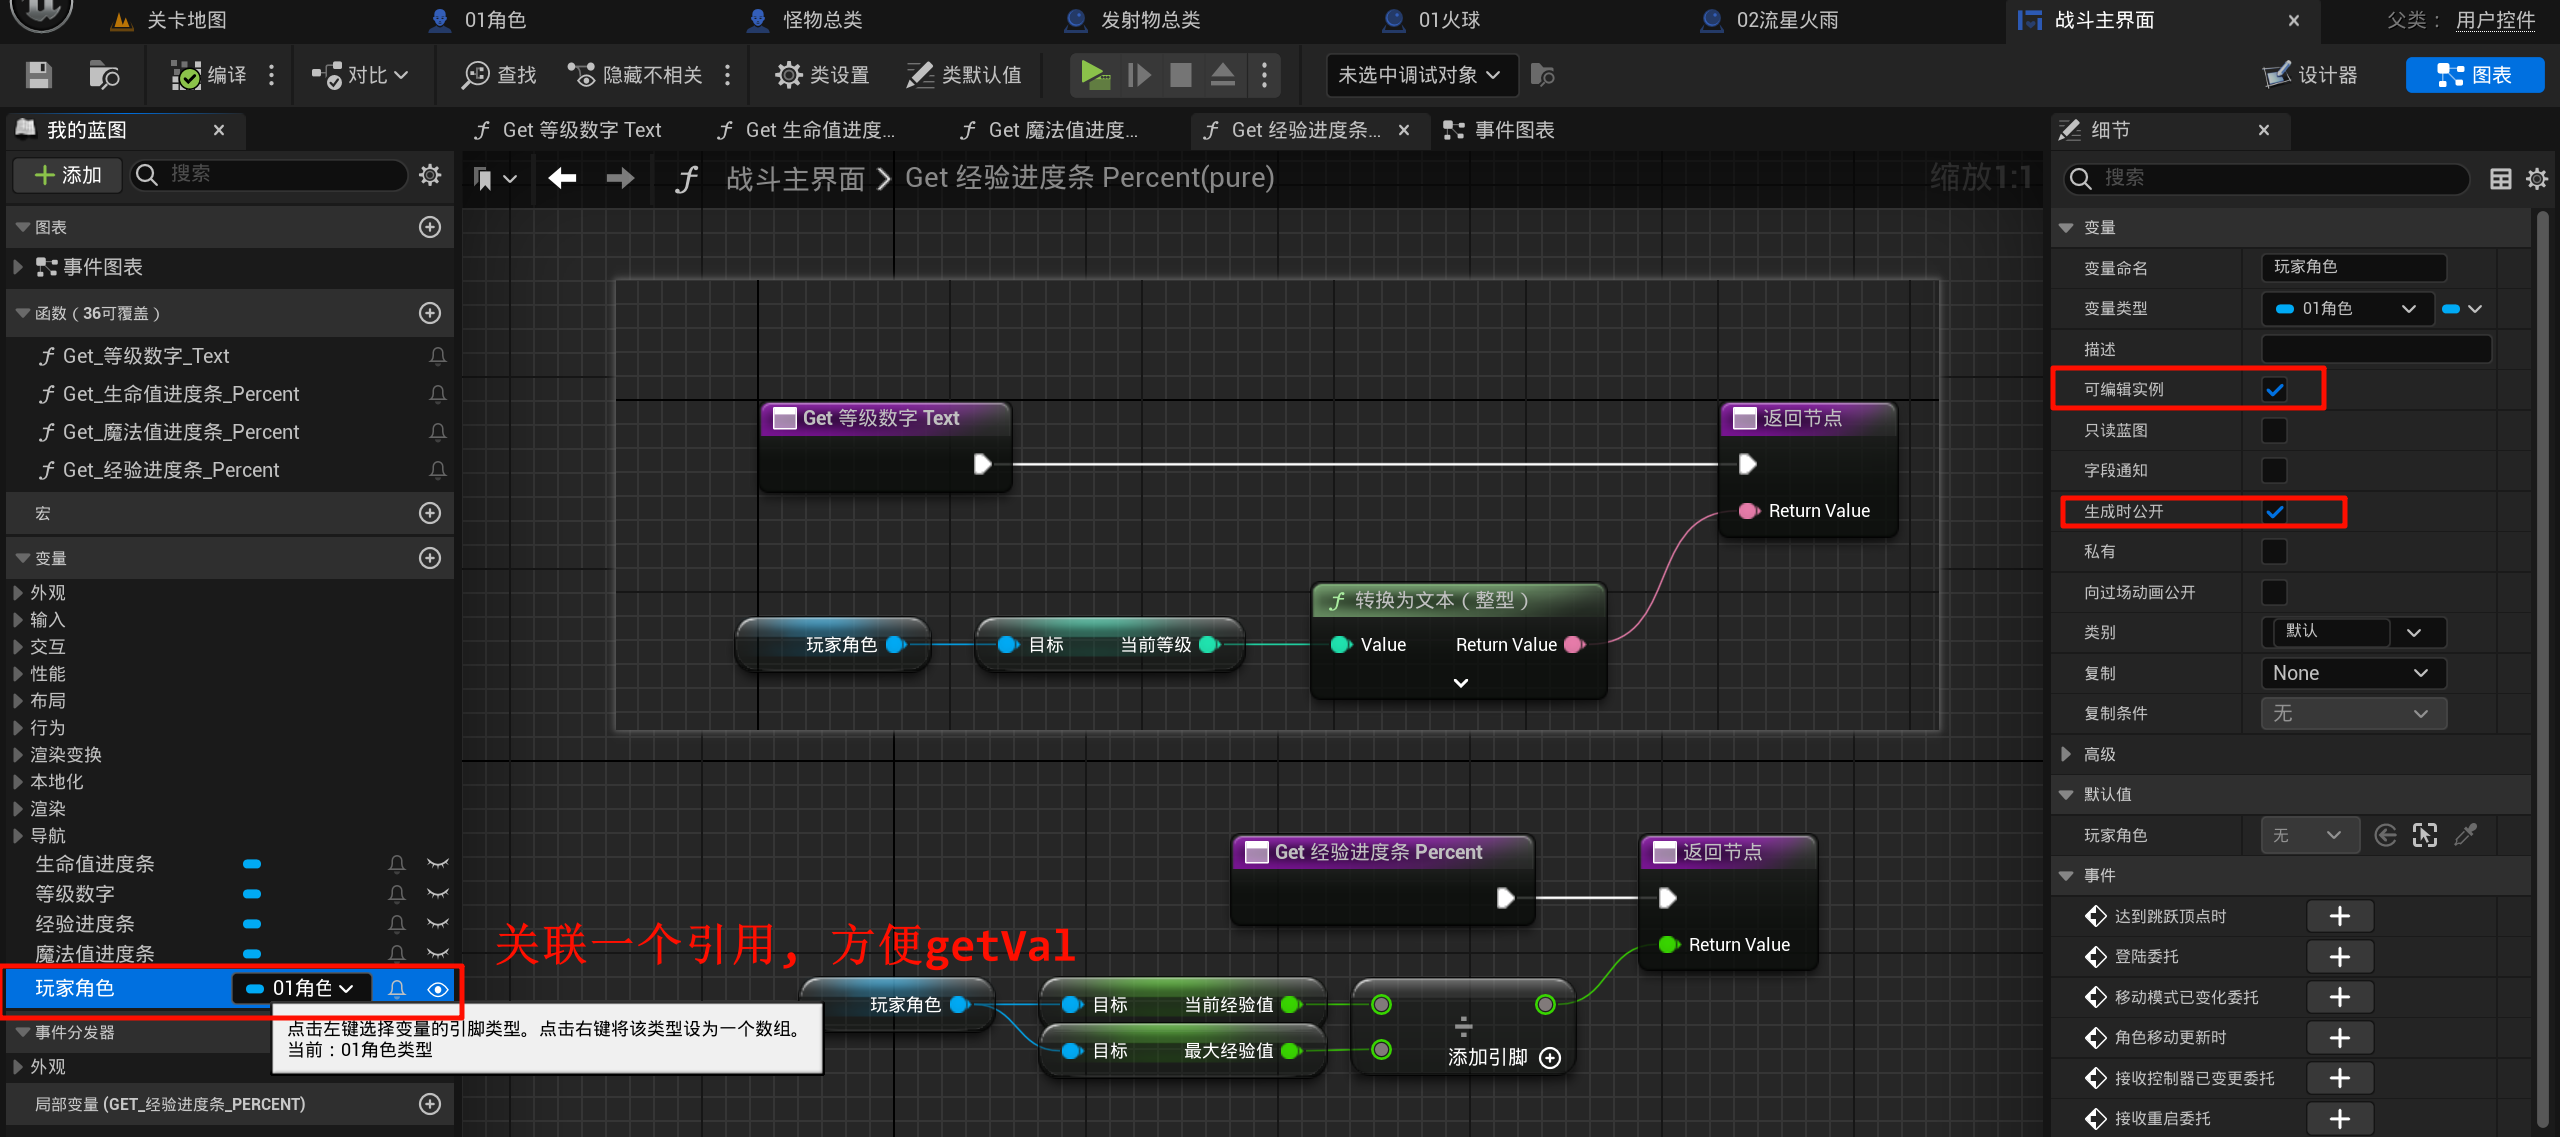 关卡地图
01角色
怪物总类
发射物总类
01火球
02流星火雨
战斗主界面
父类：
用户控件
编译
对比
查找
隐藏不相关
类设置
类默认值
未选中调试对象
设计器
图表
我的蓝图
Get 等级数字 Text
Get 生命值进度...
Get 魔法值进度...
Get 经验进度条...
事件图表
细节
添加
搜索
战斗主界面
Get 经验进度条 Percent(pure)
缩放1:1
搜索
图表
事件图表
函数（36可覆盖）
Get_等级数字_Text
Get_生命值进度条_Percent
Get_魔法值进度条_Percent
Get_经验进度条_Percent
宏
变量
外观
输入
交互
性能
布局
行为
渲染变换
本地化
渲染
导航
生命值进度条
等级数字
经验进度条
魔法值进度条
玩家角色
01角色
点击左键选择变量的引脚类型。点击右键将该类型设为一个数组。
当前：01角色类型
事件分发器
外观
局部变量 (GET_经验进度条_PERCENT)
Get 等级数字 Text
返回节点
Return Value
转换为文本（整型）
玩家角色
目标
当前等级
Value
Return Value
Get 经验进度条 Percent
返回节点
Return Value
关联一个引用，方便getVal
玩家角色
目标
当前经验值
目标
最大经验值
÷
添加引脚
变量
变量命名
玩家角色
变量类型
01角色
描述
可编辑实例
只读蓝图
字段通知
生成时公开
私有
向过场动画公开
类别
默认
复制
None
复制条件
无
高级
默认值
玩家角色
无
事件
达到跳跃顶点时
登陆委托
移动模式已变化委托
角色移动更新时
接收控制器已变更委托
接收重启委托